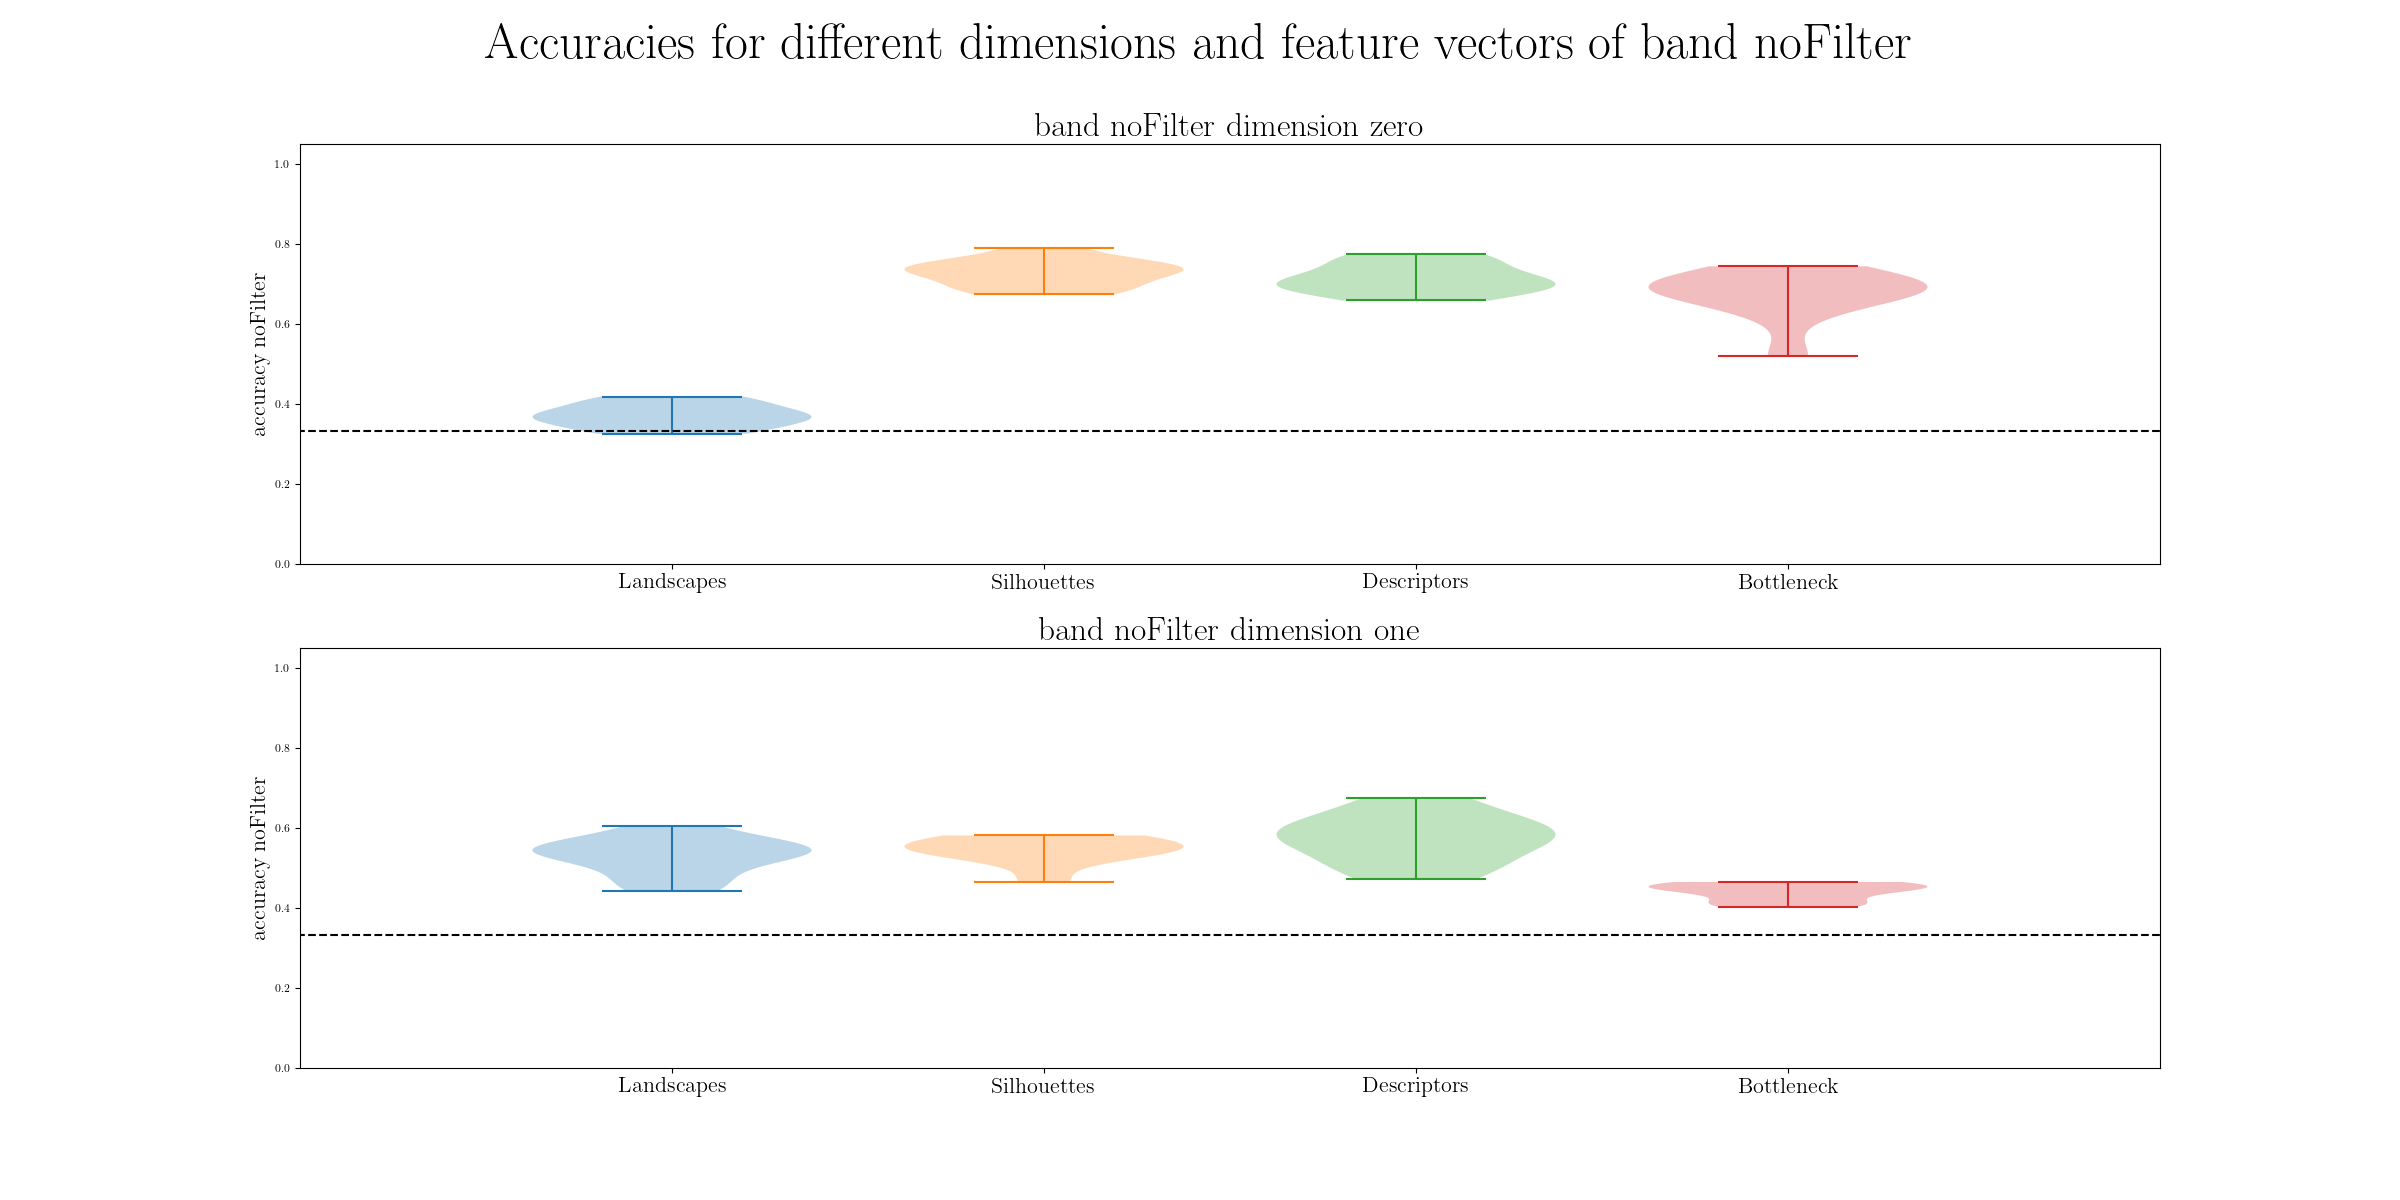 Accuracies for different dimensions and feature vectors of band noFilter
band noFilter dimension zero
accuracy noFilter
1.0
0.8
0.6
0.4
0.2
0.0
Landscapes Silhouettes Descriptors Bottleneck
band noFilter dimension one
accuracy noFilter
1.0
0.8
0.6
0.4
0.2
0.0
Landscapes Silhouettes Descriptors Bottleneck